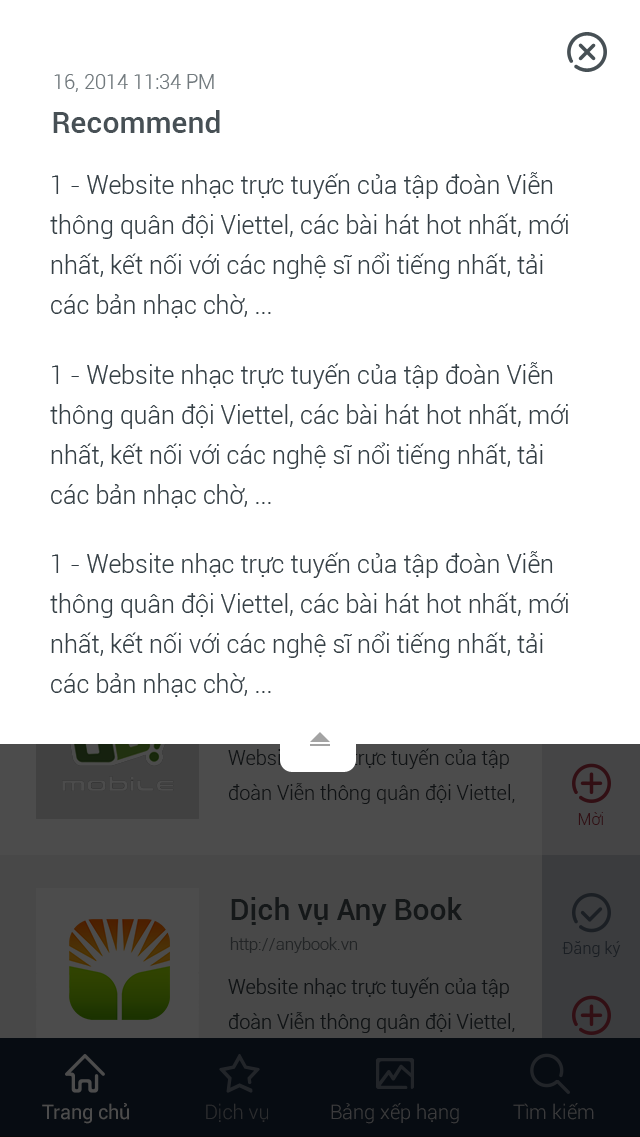 16, 2014 11:34 PM
Recommend
1 - Website nhạc trực tuyến của tập đoàn Viễn
thông quân đội Viettel, các bài hát hot nhất, mới
nhất, kết nối với các nghệ sĩ nổi tiếng nhất, tải
các bản nhạc chờ, ...
1 - Website nhạc trực tuyến của tập đoàn Viễn
thông quân đội Viettel, các bài hát hot nhất, mới
nhất, kết nối với các nghệ sĩ nổi tiếng nhất, tải
các bản nhạc chờ, ...
1 - Website nhạc trực tuyến của tập đoàn Viễn
thông quân đội Viettel, các bài hát hot nhất, mới
nhất, kết nối với các nghệ sĩ nổi tiếng nhất, tải
các bản nhạc chờ, ...
mobile
tuyến của tập
đoàn Viễn thông quân đội Viettel,
Mời
Dịch vụ Any Book
http://anybook.vn
Website nhạc trực tuyến của tập
đoàn Viễn thông quân đội Viettel,
Đăng ký
Trang chủ
Dịch vụ
Bảng xếp hạng
Tìm kiếm